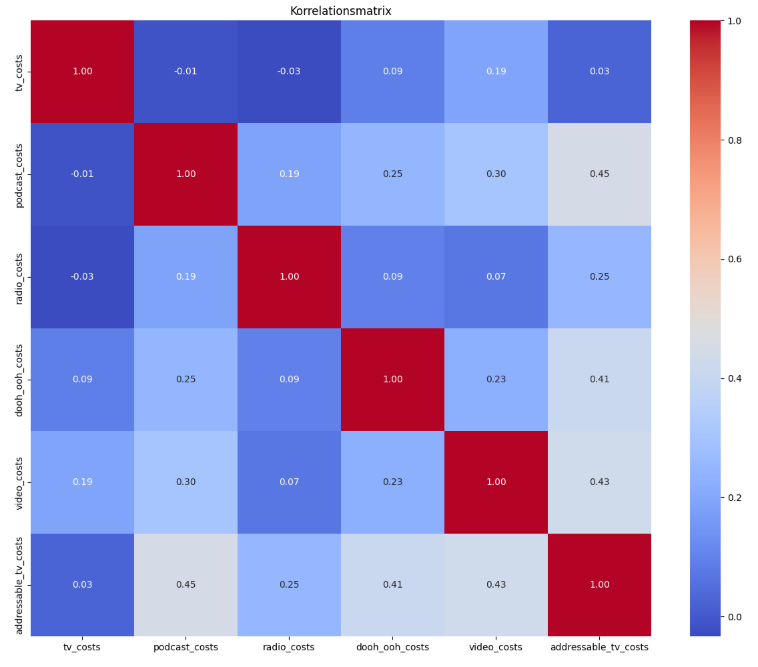 Korrelationsmatrix
tv_costs 1.00 -0.01 -0.03 0.09 0.19 0.03
podcast_costs -0.01 1.00 0.19 0.25 0.30 0.45
radio_costs -0.03 0.19 1.00 0.09 0.07 0.25
dooh_ooh_costs 0.09 0.25 0.09 1.00 0.23 0.41
video_costs 0.19 0.30 0.07 0.23 1.00 0.43
addressable_tv_costs 0.03 0.45 0.25 0.41 0.43 1.00
tv_costs podcast_costs radio_costs dooh_ooh_costs video_costs addressable_tv_costs
1.0
0.8
0.6
0.4
0.2
0.0